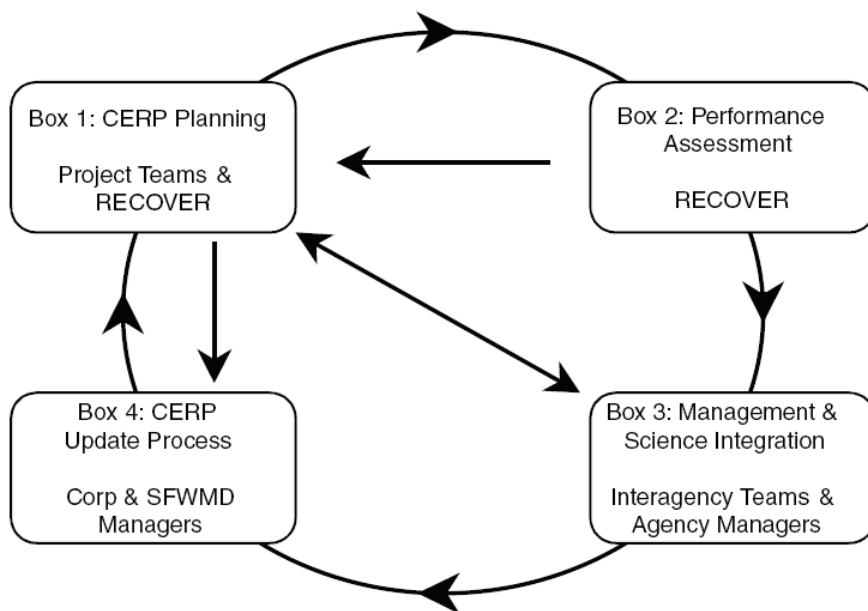 Box 1: CERP Planning
Project Teams &
RECOVER
Box 2: Performance
Assessment
RECOVER
Box 4: CERP
Update Process
Corp & SFWMD
Managers
Box 3: Management &
Science Integration
Interagency Teams &
Agency Managers